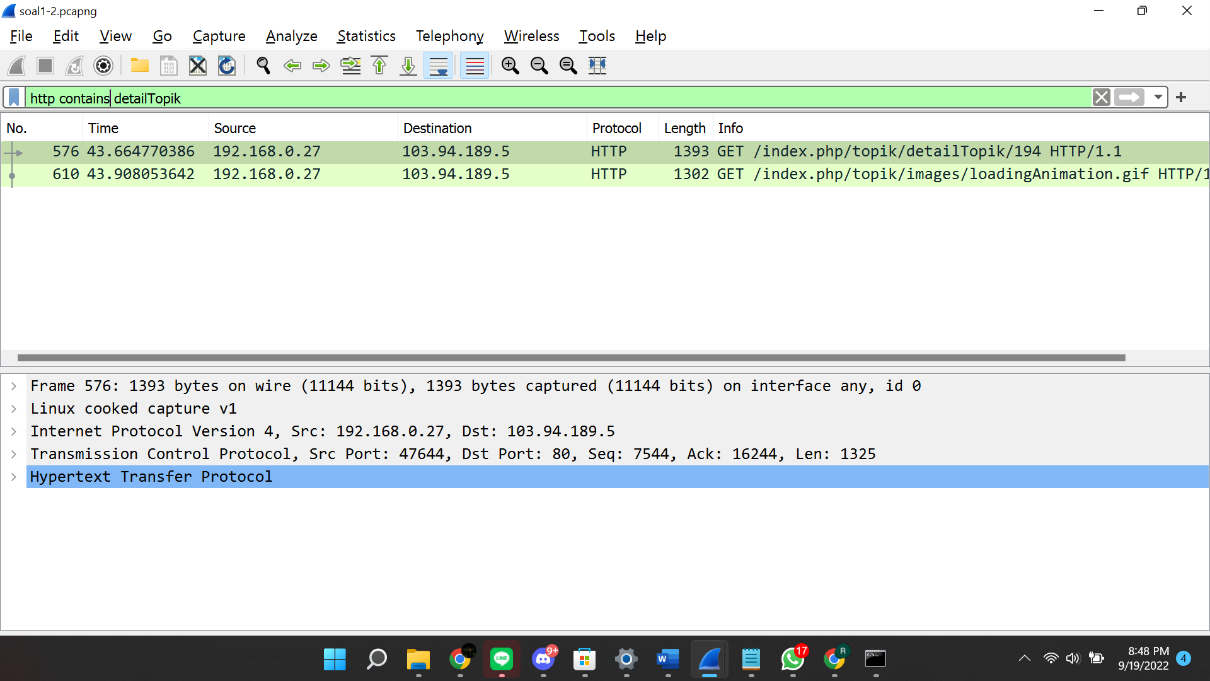 soal1-2.pcapng
File Edit View Go Capture Analyze Statistics Telephony Wireless Tools Help
http contains detailTopik
No. Time Source Destination Protocol Length Info
576 43.664770386 192.168.0.27 103.94.189.5 HTTP 1393 GET /index.php/topik/detailTopik/194 HTTP/1.1
610 43.908053642 192.168.0.27 103.94.189.5 HTTP 1302 GET /index.php/topik/images/loadingAnimation.gif HTTP/1
Frame 576: 1393 bytes on wire (11144 bits), 1393 bytes captured (11144 bits) on interface any, id 0
Linux cooked capture v1
Internet Protocol Version 4, Src: 192.168.0.27, Dst: 103.94.189.5
Transmission Control Protocol, Src Port: 47644, Dst Port: 80, Seq: 7544, Ack: 16244, Len: 1325
Hypertext Transfer Protocol
LINE 9+ W 17 R
8:48 PM
9/19/2022 4